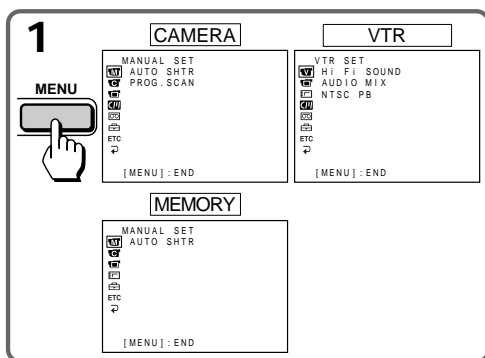 1
MENU
CAMERA
MANUAL SET
AUTO SHTR
PROG.SCAN
ETC
[MENU]:END
VTR
VTR SET
Hi Fi SOUND
AUDIO MIX
NTSC PB
ETC
[MENU]:END
MEMORY
MANUAL SET
AUTO SHTR
ETC
[MENU]:END